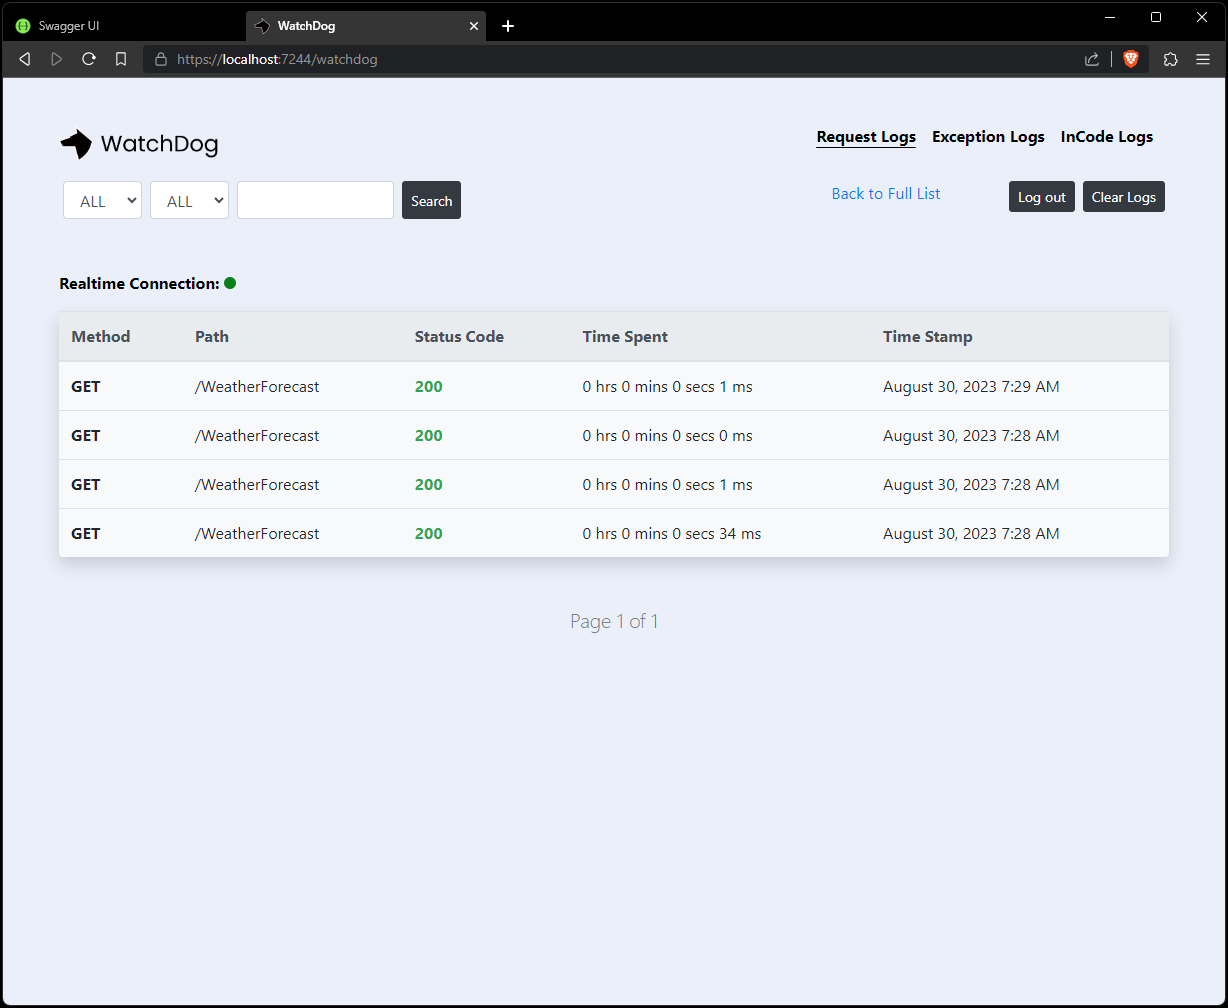 Swagger UI
WatchDog
https://localhost:7244/watchdog
WatchDog
Request Logs Exception Logs InCode Logs
ALL ALL Search Back to Full List Log out Clear Logs
Realtime Connection:
Method Path Status Code Time Spent Time Stamp
GET /WeatherForecast 200 0 hrs 0 mins 0 secs 1 ms August 30, 2023 7:29 AM
GET /WeatherForecast 200 0 hrs 0 mins 0 secs 0 ms August 30, 2023 7:28 AM
GET /WeatherForecast 200 0 hrs 0 mins 0 secs 1 ms August 30, 2023 7:28 AM
GET /WeatherForecast 200 0 hrs 0 mins 0 secs 34 ms August 30, 2023 7:28 AM
Page 1 of 1